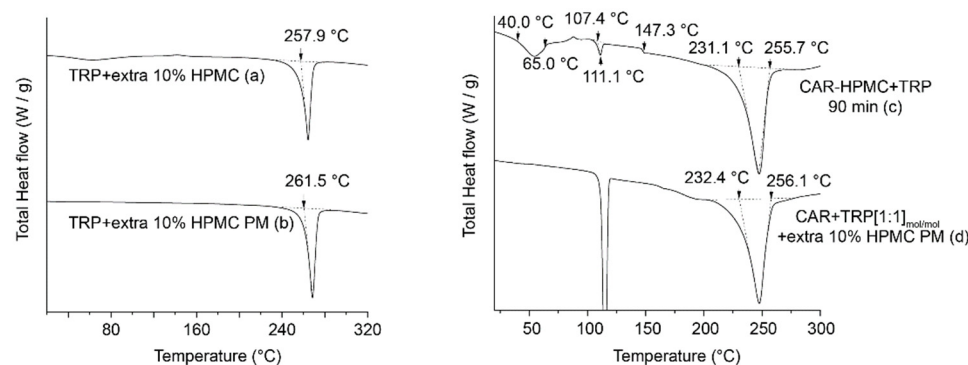 Total Heat flow (W / g)
257.9 °C
TRP+extra 10% HPMC (a)
261.5 °C
TRP+extra 10% HPMC PM (b)
80 160 240 320
Temperature (°C)
Total Heat flow (W / g)
40.0 °C
107.4 °C
147.3 °C
65.0 °C
111.1 °C
231.1 °C
255.7 °C
CAR-HPMC+TRP
90 min (c)
232.4 °C
256.1 °C
CAR+TRP[1:1]mol/mol
+extra 10% HPMC PM (d)
50 100 150 200 250 300
Temperature (°C)